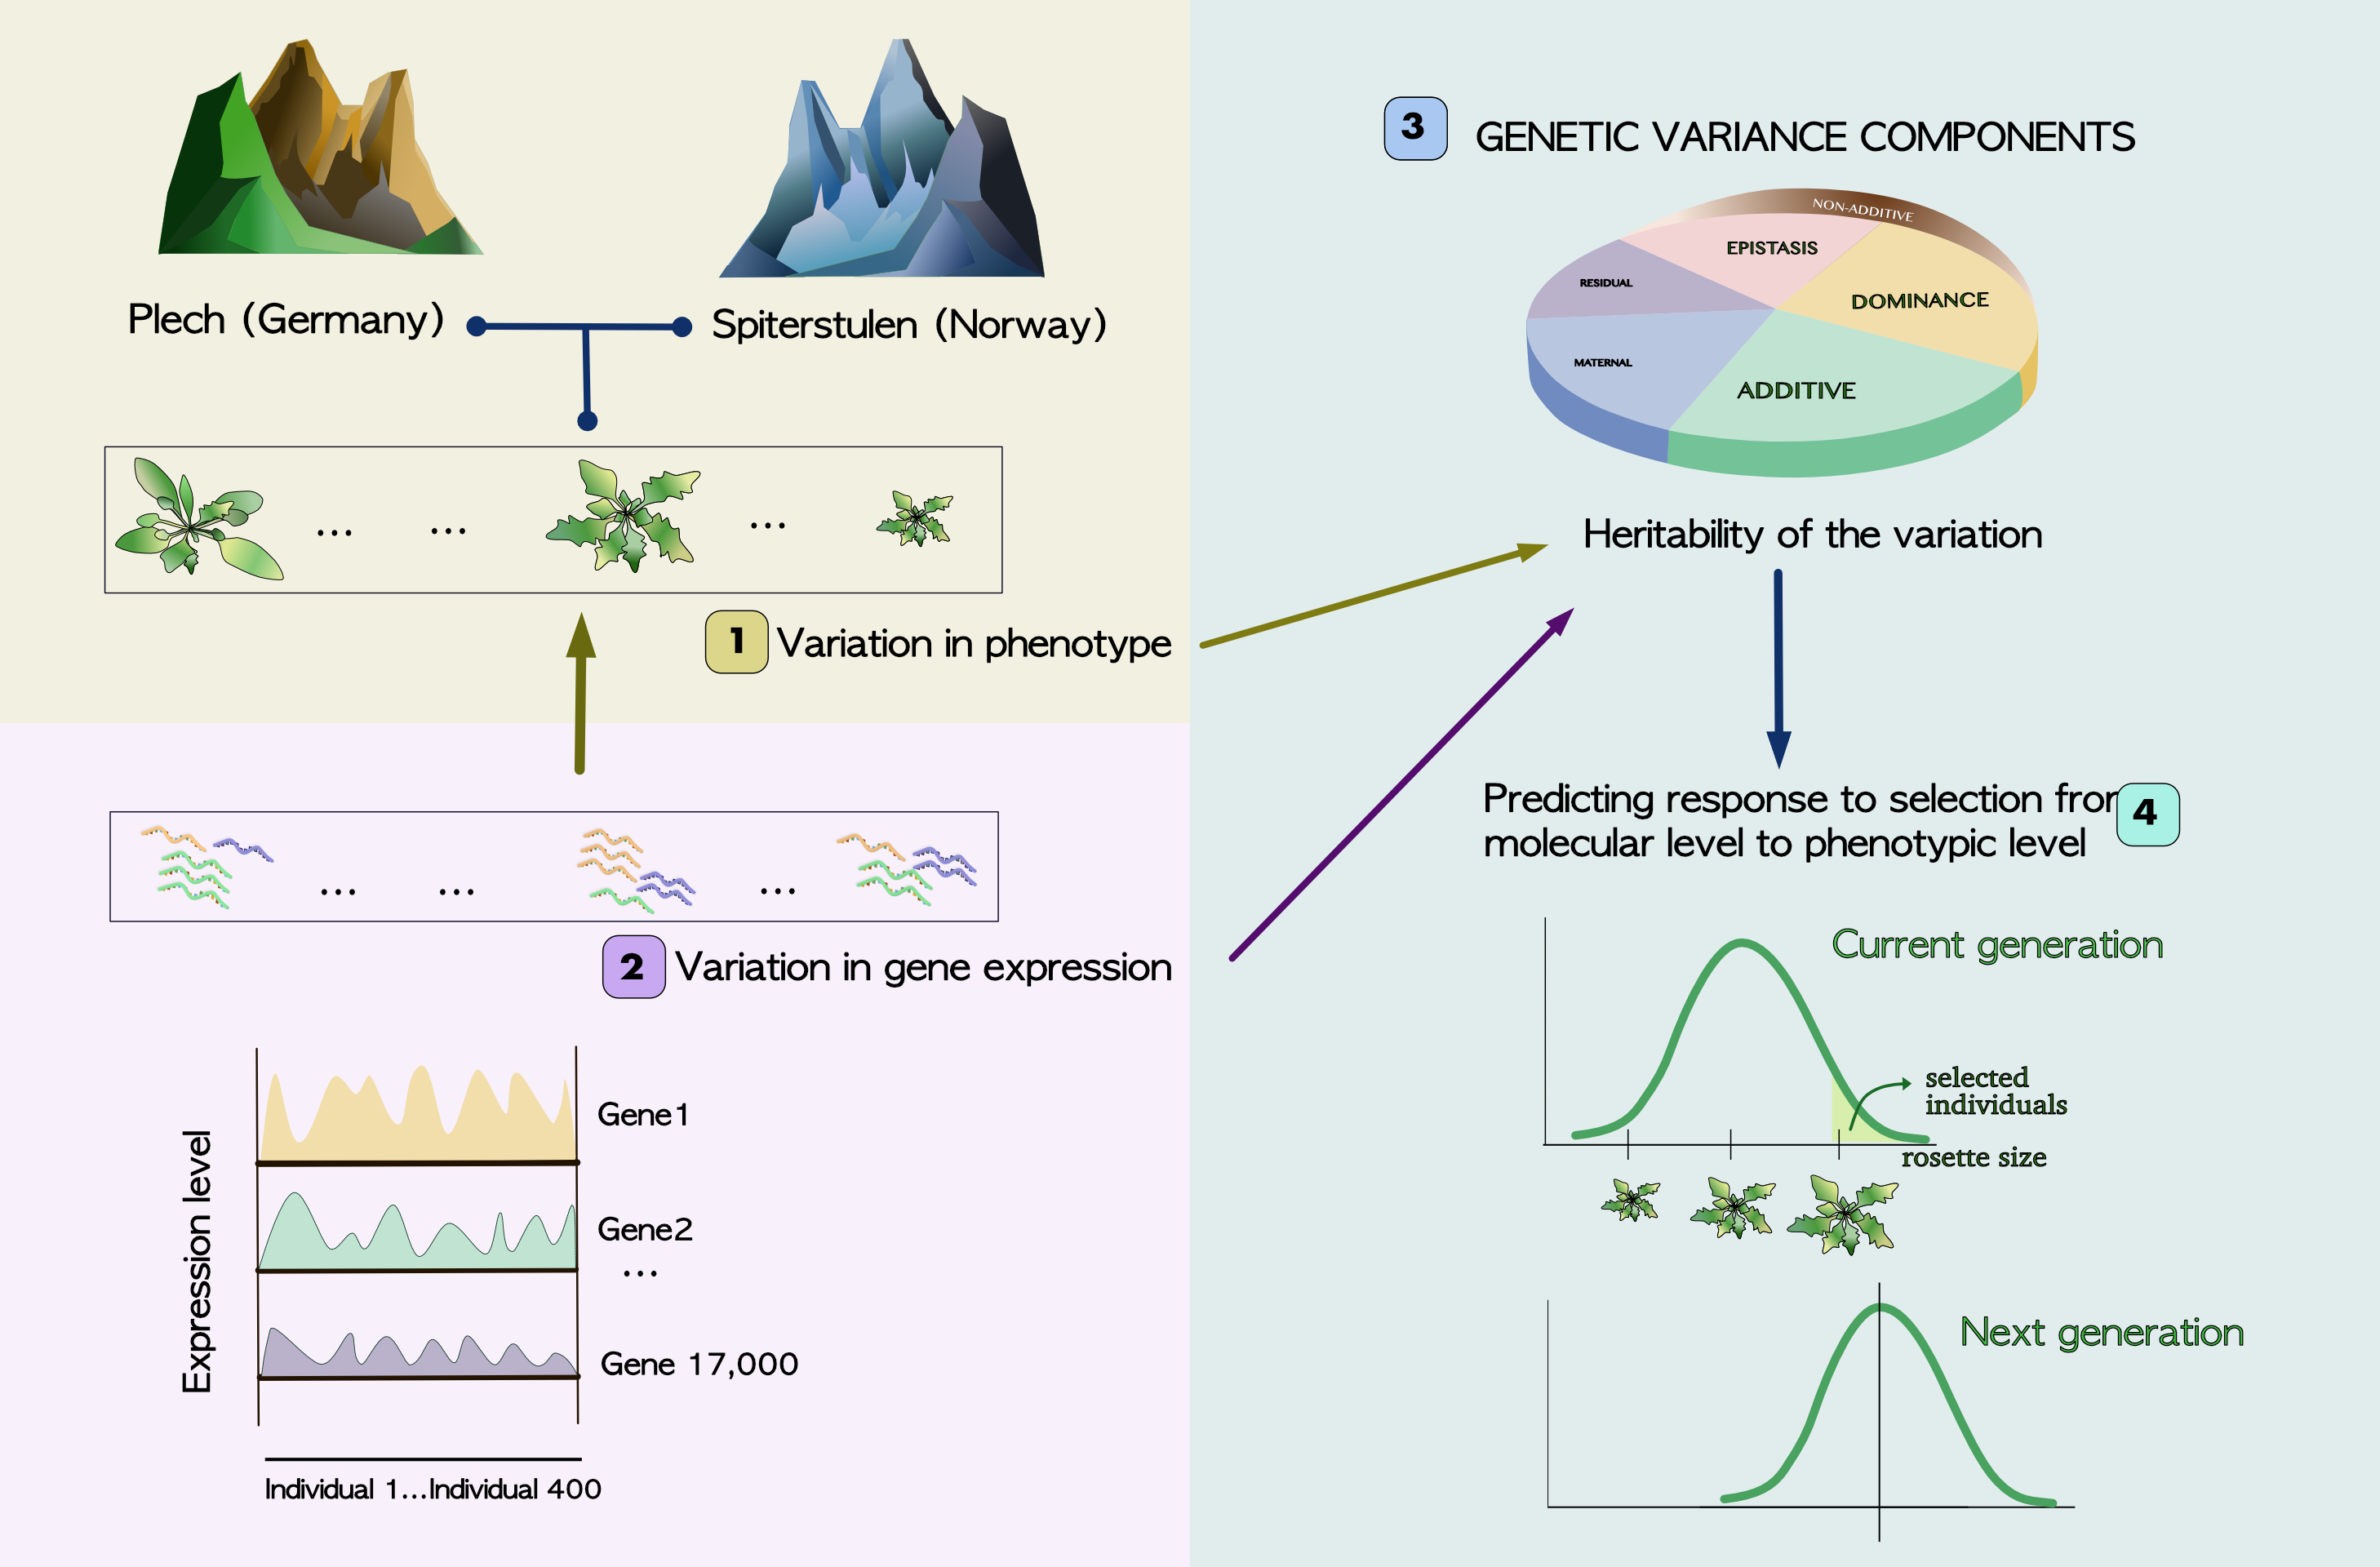 Plech (Germany)
Spiterstulen (Norway)
... ... ...
1 Variation in phenotype
... ... ...
2 Variation in gene expression
Expression level
Gene1
Gene2
...
Gene 17,000
Individual 1...Individual 400
3 GENETIC VARIANCE COMPONENTS
NON-ADDITIVE
EPISTASIS
RESIDUAL
DOMINANCE
MATERNAL
ADDITIVE
Heritability of the variation
Predicting response to selection from 4
molecular level to phenotypic level
Current generation
selected
individuals
rosette size
Next generation